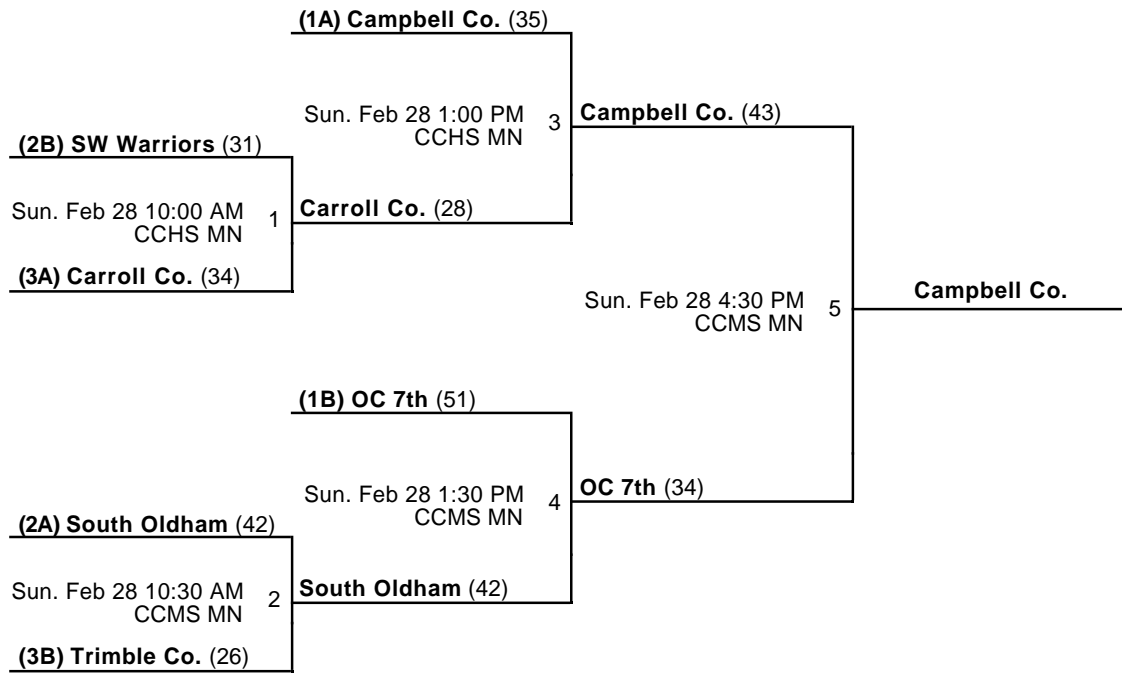 (1A) Campbell Co. (35)
Sun. Feb 28 1:00 PM
CCHS MN
3
Campbell Co. (43)
(2B) SW Warriors (31)
Sun. Feb 28 10:00 AM
CCHS MN
1
Carroll Co. (28)
(3A) Carroll Co. (34)
Sun. Feb 28 4:30 PM
CCMS MN
5
Campbell Co.
(1B) OC 7th (51)
Sun. Feb 28 1:30 PM
CCMS MN
4
OC 7th (34)
(2A) South Oldham (42)
Sun. Feb 28 10:30 AM
CCMS MN
2
South Oldham (42)
(3B) Trimble Co. (26)